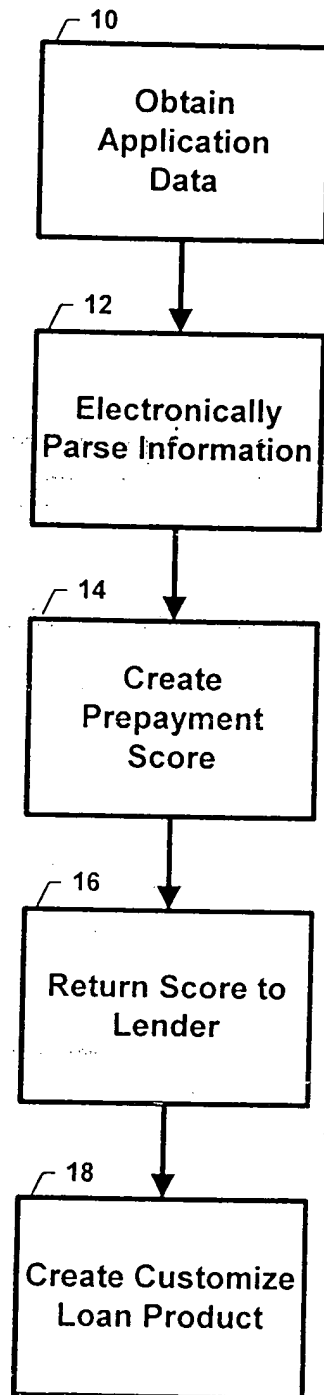 10
Obtain
Application
Data
12
Electronically
Parse Information
14
Create
Prepayment
Score
16
Return Score to
Lender
18
Create Customize
Loan Product